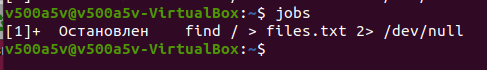 v500a5v@v500a5v-VirtualBox:~$ jobs
[1]+  Остановлен    find / > files.txt 2> /dev/null
v500a5v@v500a5v-VirtualBox:~$